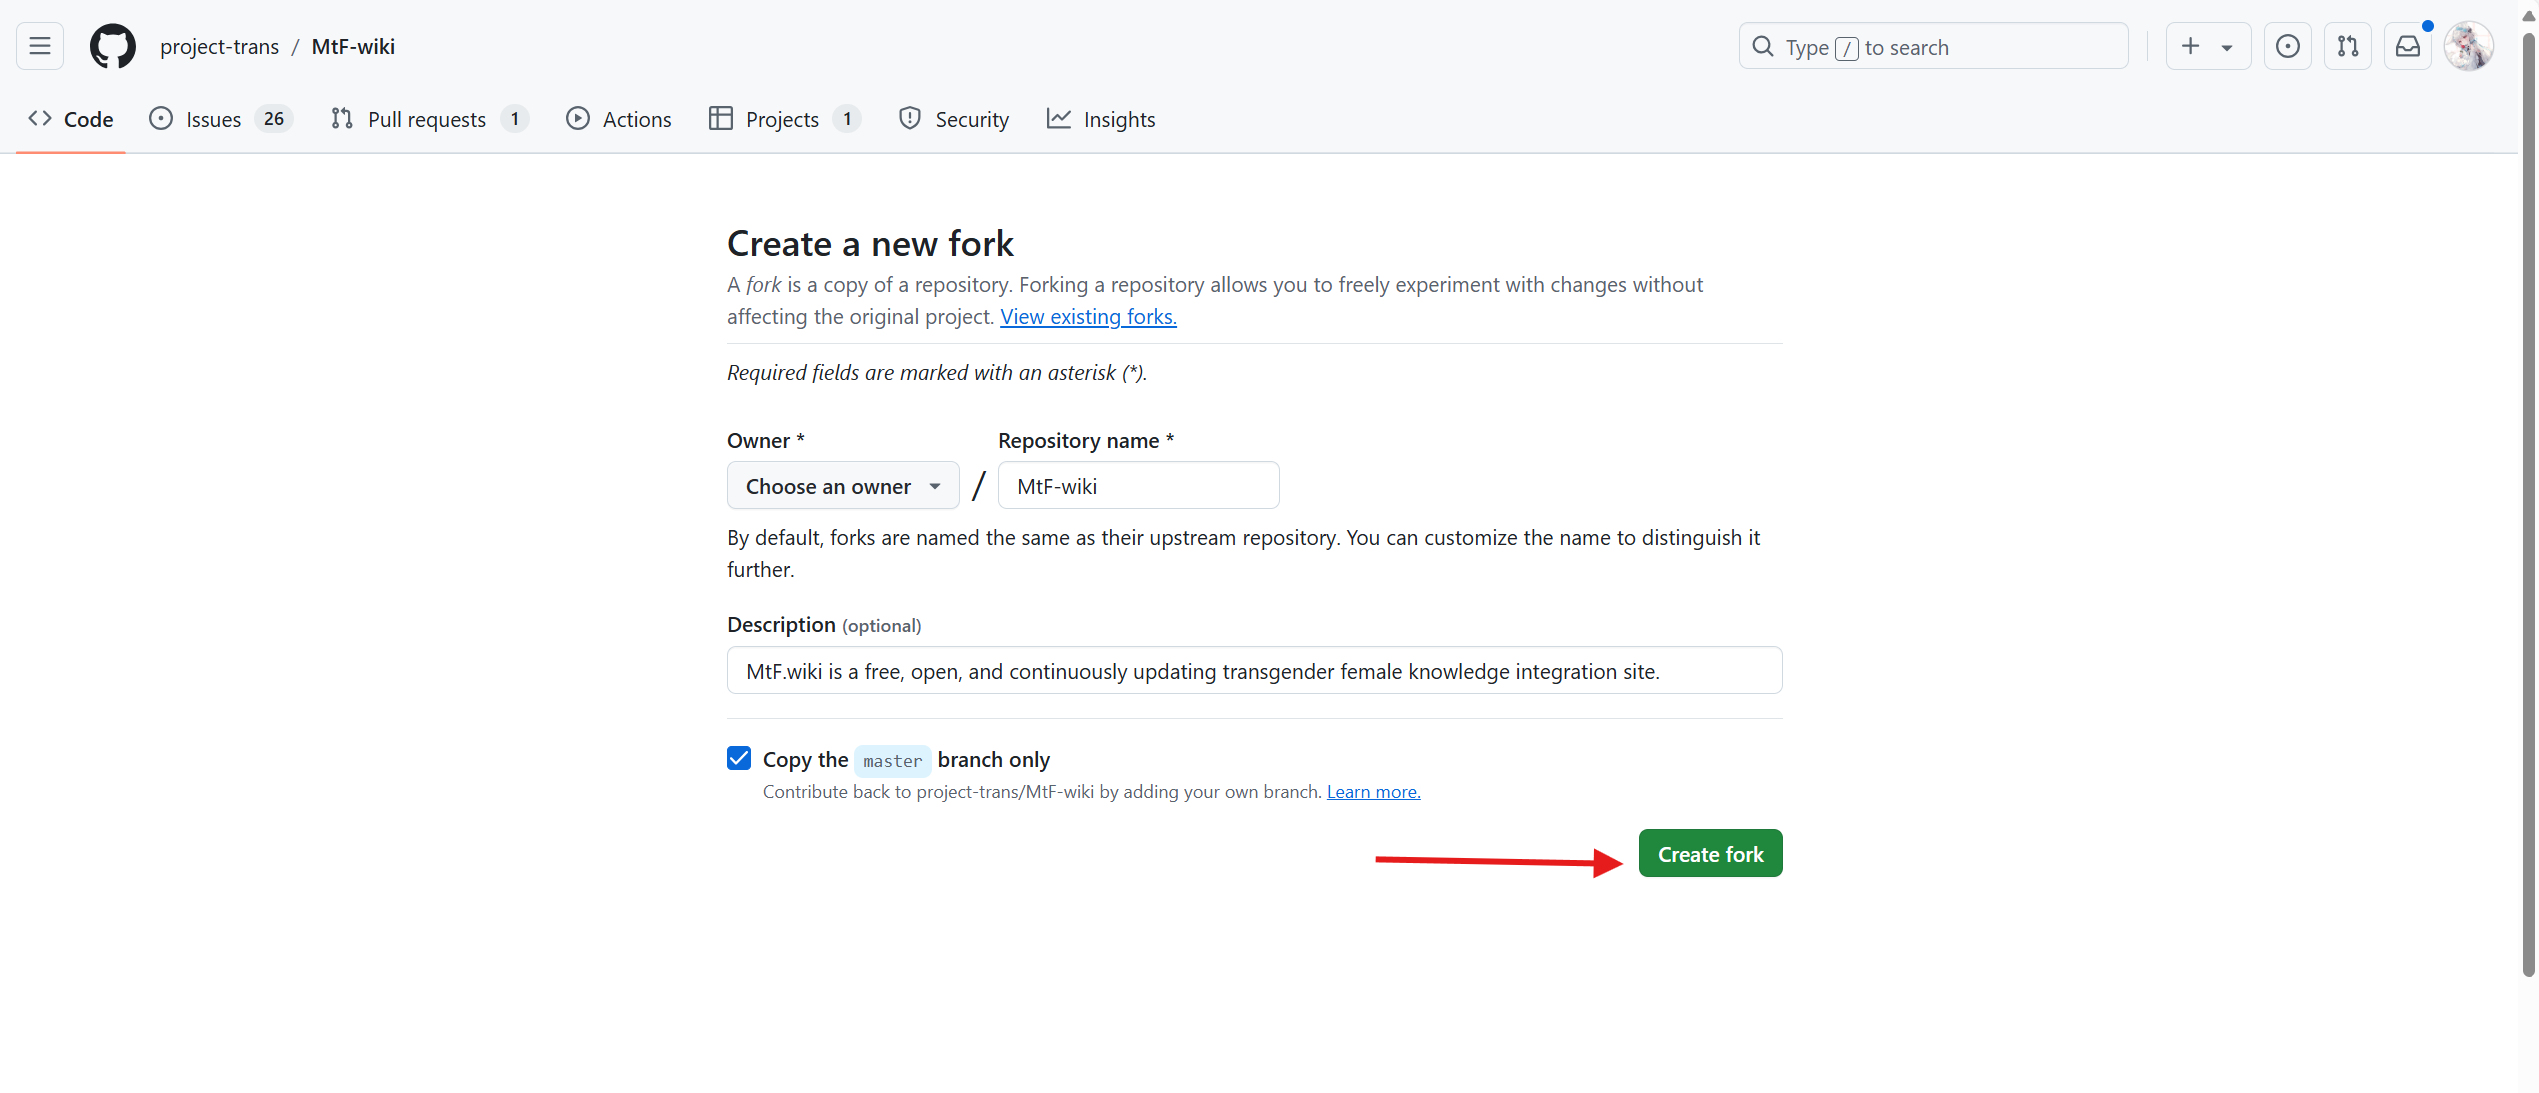 project-trans / MtF-wiki
Type / to search
Code
Issues 26
Pull requests 1
Actions
Projects 1
Security
Insights
Create a new fork
A fork is a copy of a repository. Forking a repository allows you to freely experiment with changes without
affecting the original project. View existing forks.
Required fields are marked with an asterisk (*).
Owner *
Repository name *
Choose an owner / MtF-wiki
By default, forks are named the same as their upstream repository. You can customize the name to distinguish it
further.
Description (optional)
MtF.wiki is a free, open, and continuously updating transgender female knowledge integration site.
Copy the master branch only
Contribute back to project-trans/MtF-wiki by adding your own branch. Learn more.
Create fork